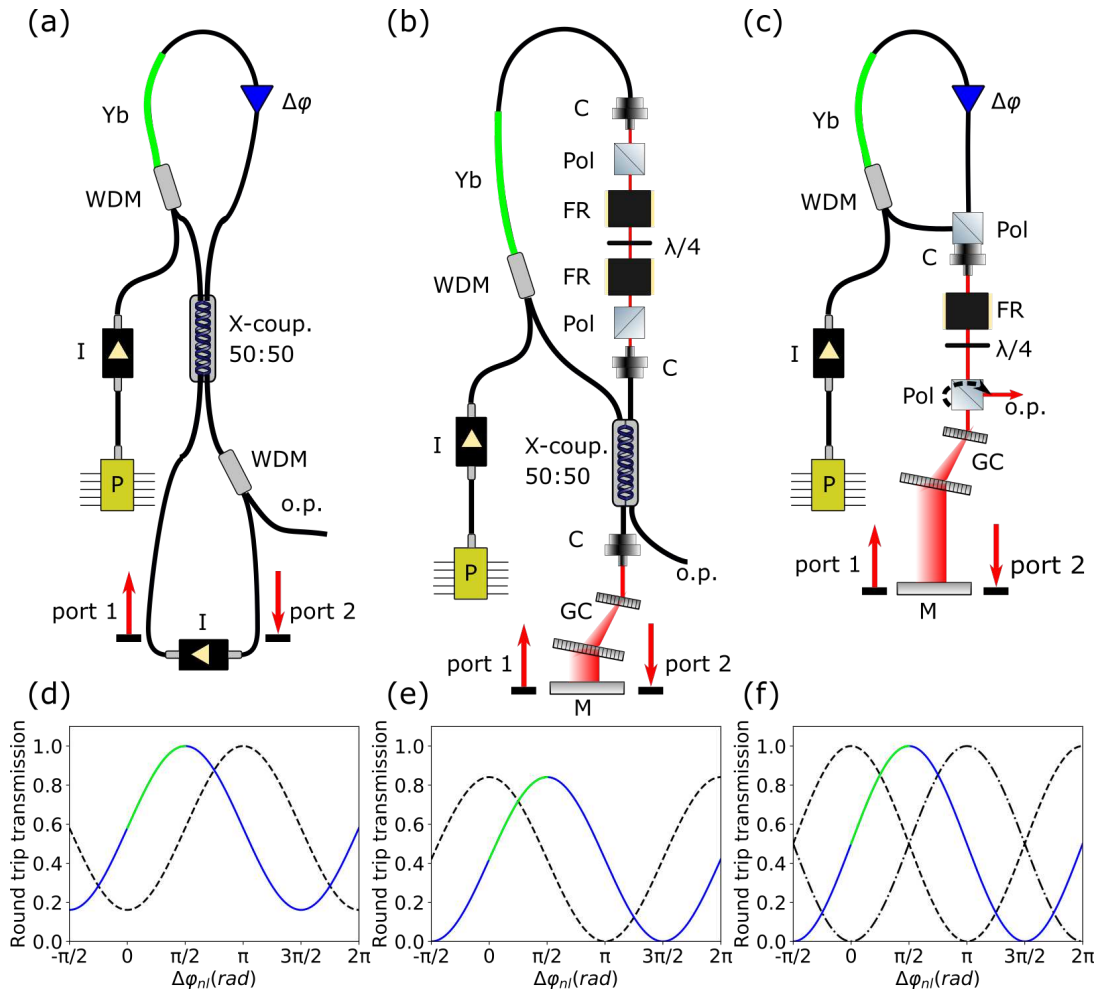 (a)
Yb
Δφ
WDM
I
X-coup.
50:50
P
WDM
o.p.
port 1
I
port 2
(b)
C
Pol
Yb
FR
λ/4
FR
WDM
Pol
C
I
X-coup.
50:50
P
C
o.p.
GC
port 1
port 2
M
(c)
Yb
Δφ
WDM
Pol
C
I
FR
λ/4
Pol
o.p.
GC
P
port 1
port 2
M
(d)
Round trip transmission
1.0
0.8
0.6
0.4
0.2
0.0
-π/2 0 π/2 π 3π/2 2π
Δφnl(rad)
(e)
Round trip transmission
1.0
0.8
0.6
0.4
0.2
0.0
-π/2 0 π/2 π 3π/2 2π
Δφnl(rad)
(f)
Round trip transmission
1.0
0.8
0.6
0.4
0.2
0.0
-π/2 0 π/2 π 3π/2 2π
Δφnl(rad)